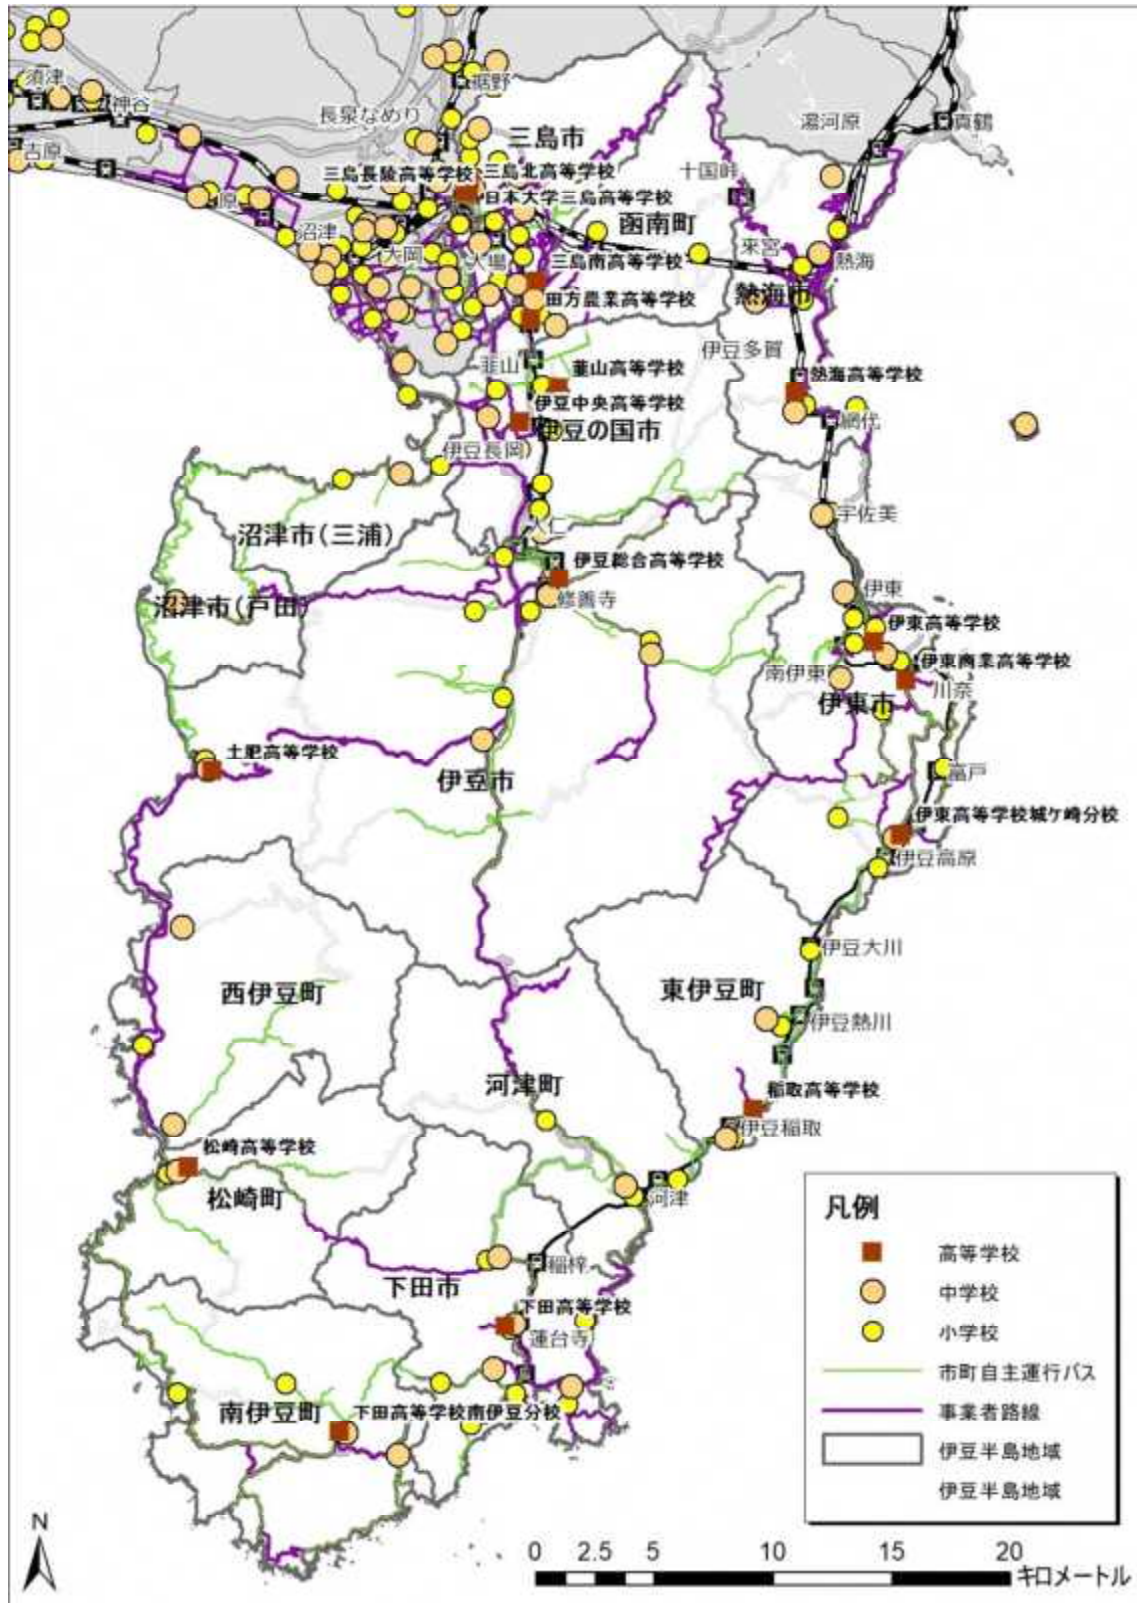 裾野
須津
神谷
長泉なめり
三島市
湯河原
真鶴
吉原
三島長陵高等学校
三島北高等学校
十国峠
日本大学三島高等学校
原
函南町
沼津
大岡
大場
三島南高等学校
來宮
熱海
田方農業高等学校
熱海市
伊豆多賀
韮山
韮山高等学校
熱海高等学校
伊豆中央高等学校
網代
伊豆の国市
伊豆長岡
大仁
宇佐美
沼津市(三浦)
伊豆総合高等学校
修善寺
伊東
沼津市(戸田)
伊東高等学校
伊東商業高等学校
南伊東
川奈
伊東市
土肥高等学校
伊豆市
富戸
伊東高等学校城ケ崎分校
伊豆高原
伊豆大川
西伊豆町
東伊豆町
伊豆熱川
河津町
稲取高等学校
伊豆稲取
松崎高等学校
松崎町
河津
稲梓
下田市
下田高等学校
蓮台寺
南伊豆町
下田高等学校南伊豆分校
凡例
高等学校
中学校
小学校
市町自主運行バス
事業者路線
伊豆半島地域
伊豆半島地域
N
0 2.5 5 10 15 20
キロメートル